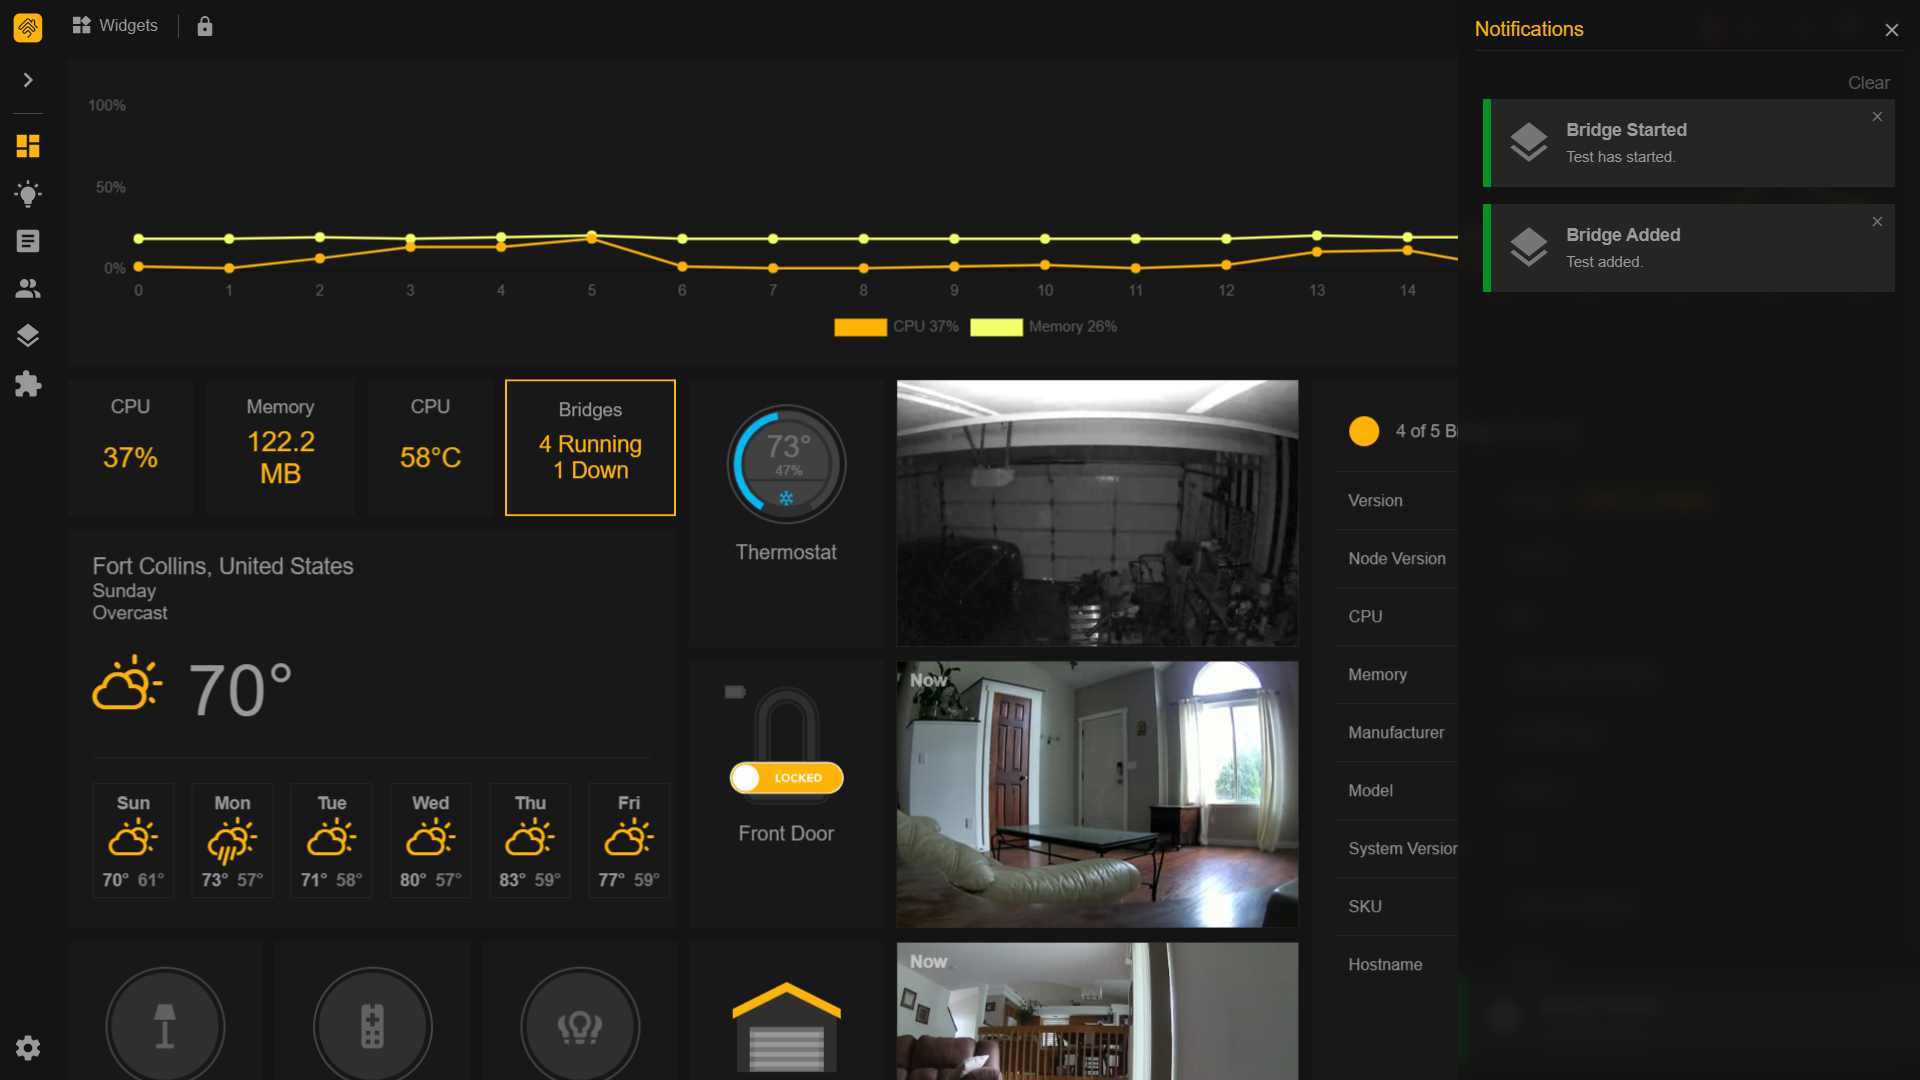 Widgets
Notifications
Clear
Bridge Started
Test has started.
Bridge Added
Test added.
100%
50%
0%
0 1 2 3 4 5 6 7 8 9 10 11 12 13 14
CPU 37% Memory 26%
CPU
37%
Memory
122.2
MB
CPU
58°C
Bridges
4 Running
1 Down
73°
47%
Thermostat
4 of 5 B
Version
Node Version
CPU
Memory
Manufacturer
Model
System Version
SKU
Hostname
Fort Collins, United States
Sunday
Overcast
70°
Sun Mon Tue Wed Thu Fri
70° 61° 73° 57° 71° 58° 80° 57° 83° 59° 77° 59°
LOCKED
Front Door
Now
Now